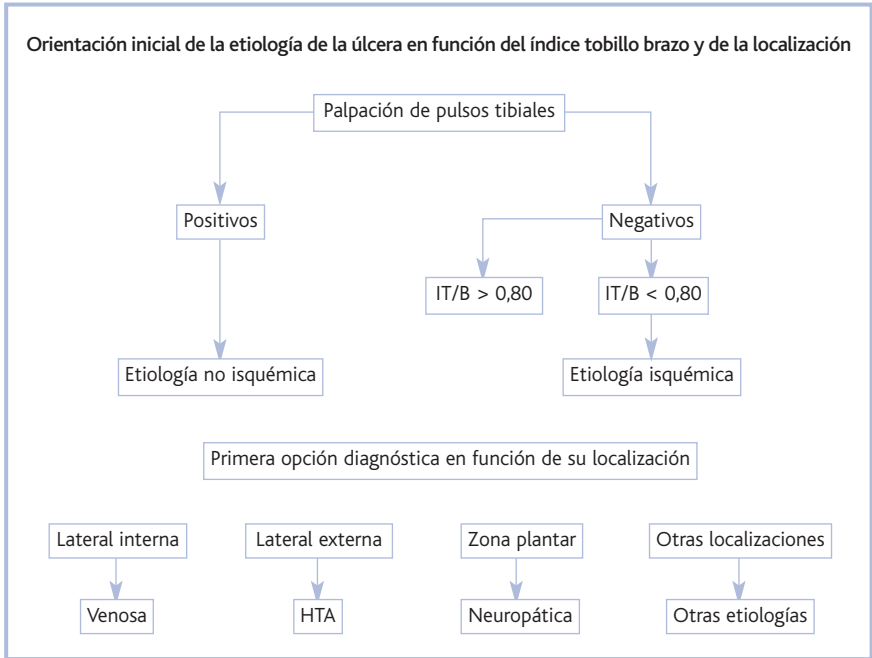 Orientación inicial de la etiología de la úlcera en función del índice tobillo brazo y de la localización
Palpación de pulsos tibiales
Positivos
Negativos
IT/B > 0,80
IT/B < 0,80
Etiología no isquémica
Etiología isquémica
Primera opción diagnóstica en función de su localización
Lateral interna
Lateral externa
Zona plantar
Otras localizaciones
Venosa
HTA
Neuropática
Otras etiologías